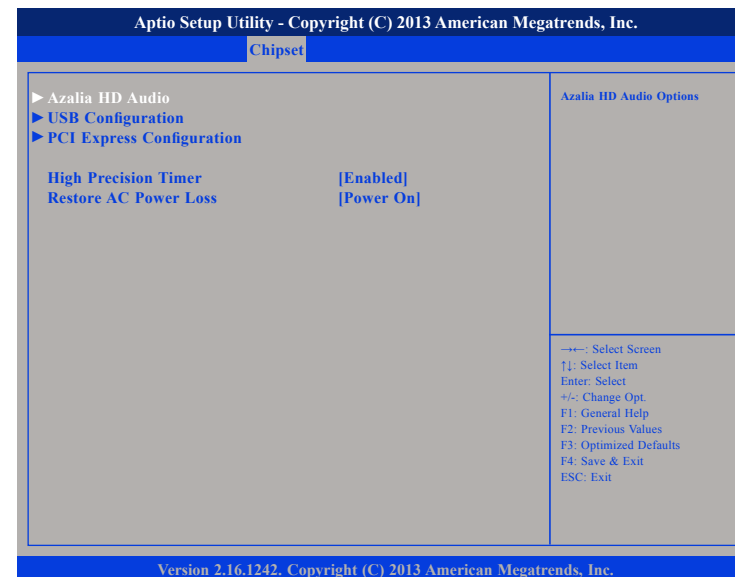 Aptio Setup Utility - Copyright (C) 2013 American Megatrends, Inc.
Chipset
► Azalia HD Audio
► USB Configuration
► PCI Express Configuration
High Precision Timer [Enabled]
Restore AC Power Loss [Power On]
Azalia HD Audio Options
→←: Select Screen
↑↓: Select Item
Enter: Select
+/-: Change Opt.
F1: General Help
F2: Previous Values
F3: Optimized Defaults
F4: Save & Exit
ESC: Exit
Version 2.16.1242. Copyright (C) 2013 American Megatrends, Inc.